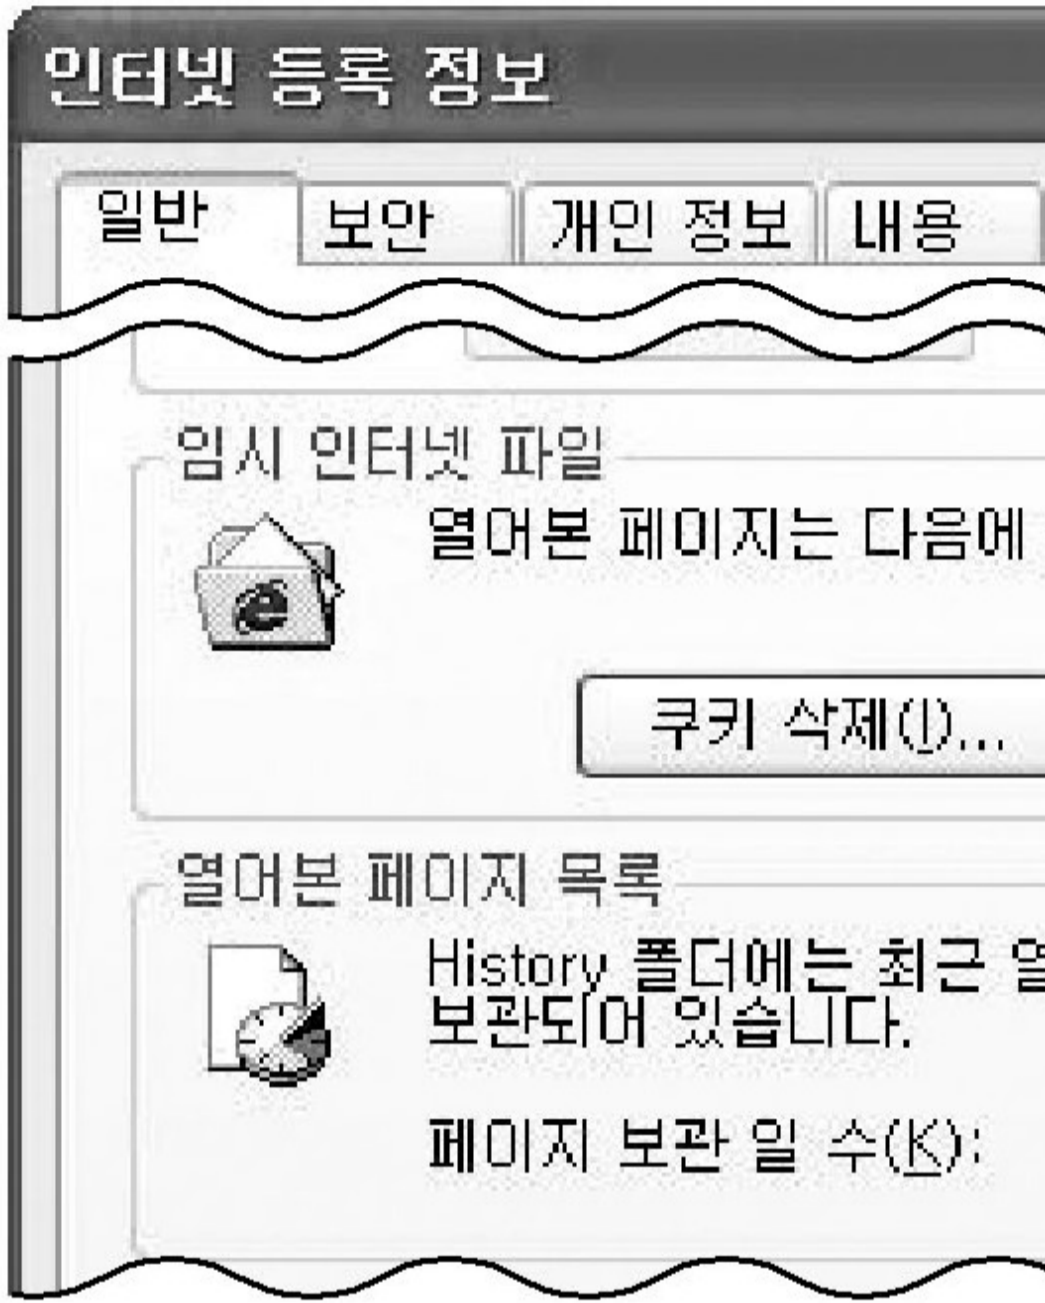 인터넷 등록 정보
일반 보안 개인 정보 내용
임시 인터넷 파일
열어본 페이지는 다음에
쿠키 삭제(I)...
열어본 페이지 목록
History 폴더에는 최근 열
보관되어 있습니다.
페이지 보관 일 수(K):